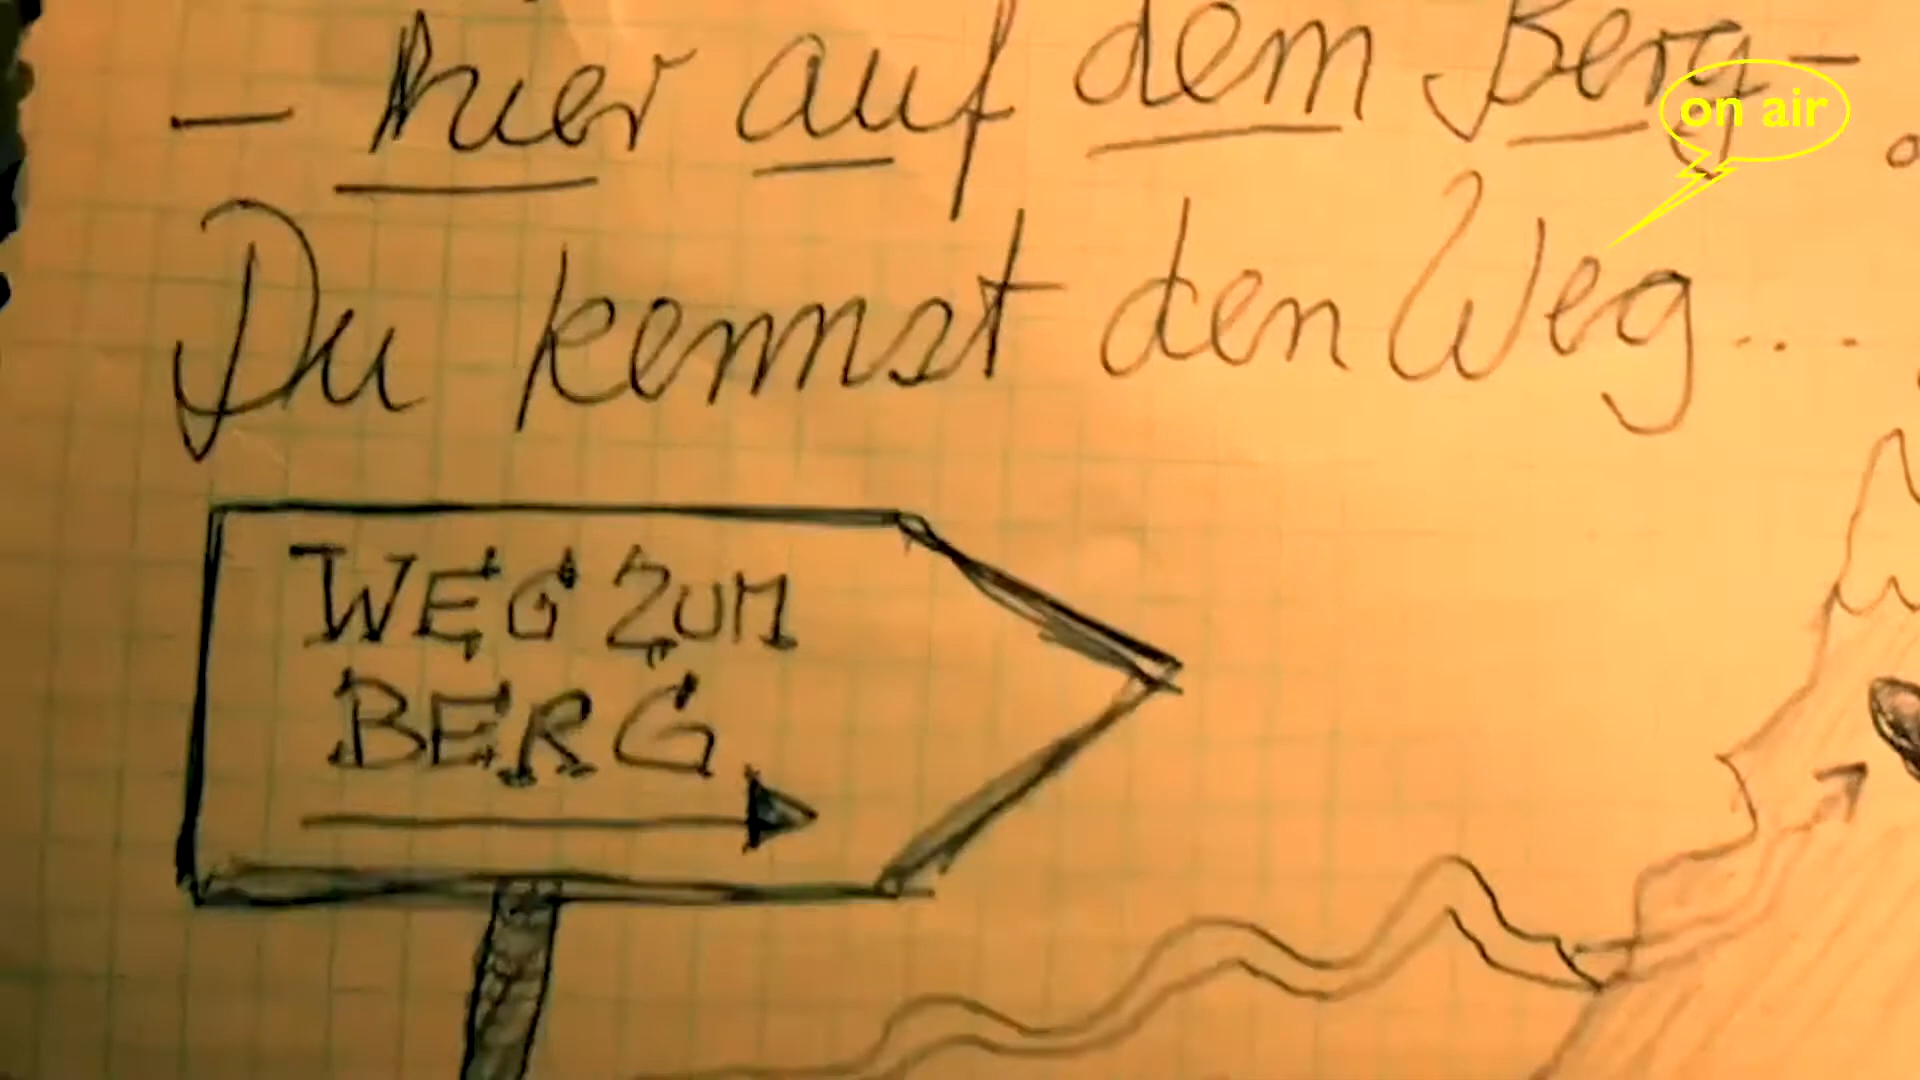 - hier auf dem Berg -
on air
Du kennst den Weg....
WEG ZUM
BERG